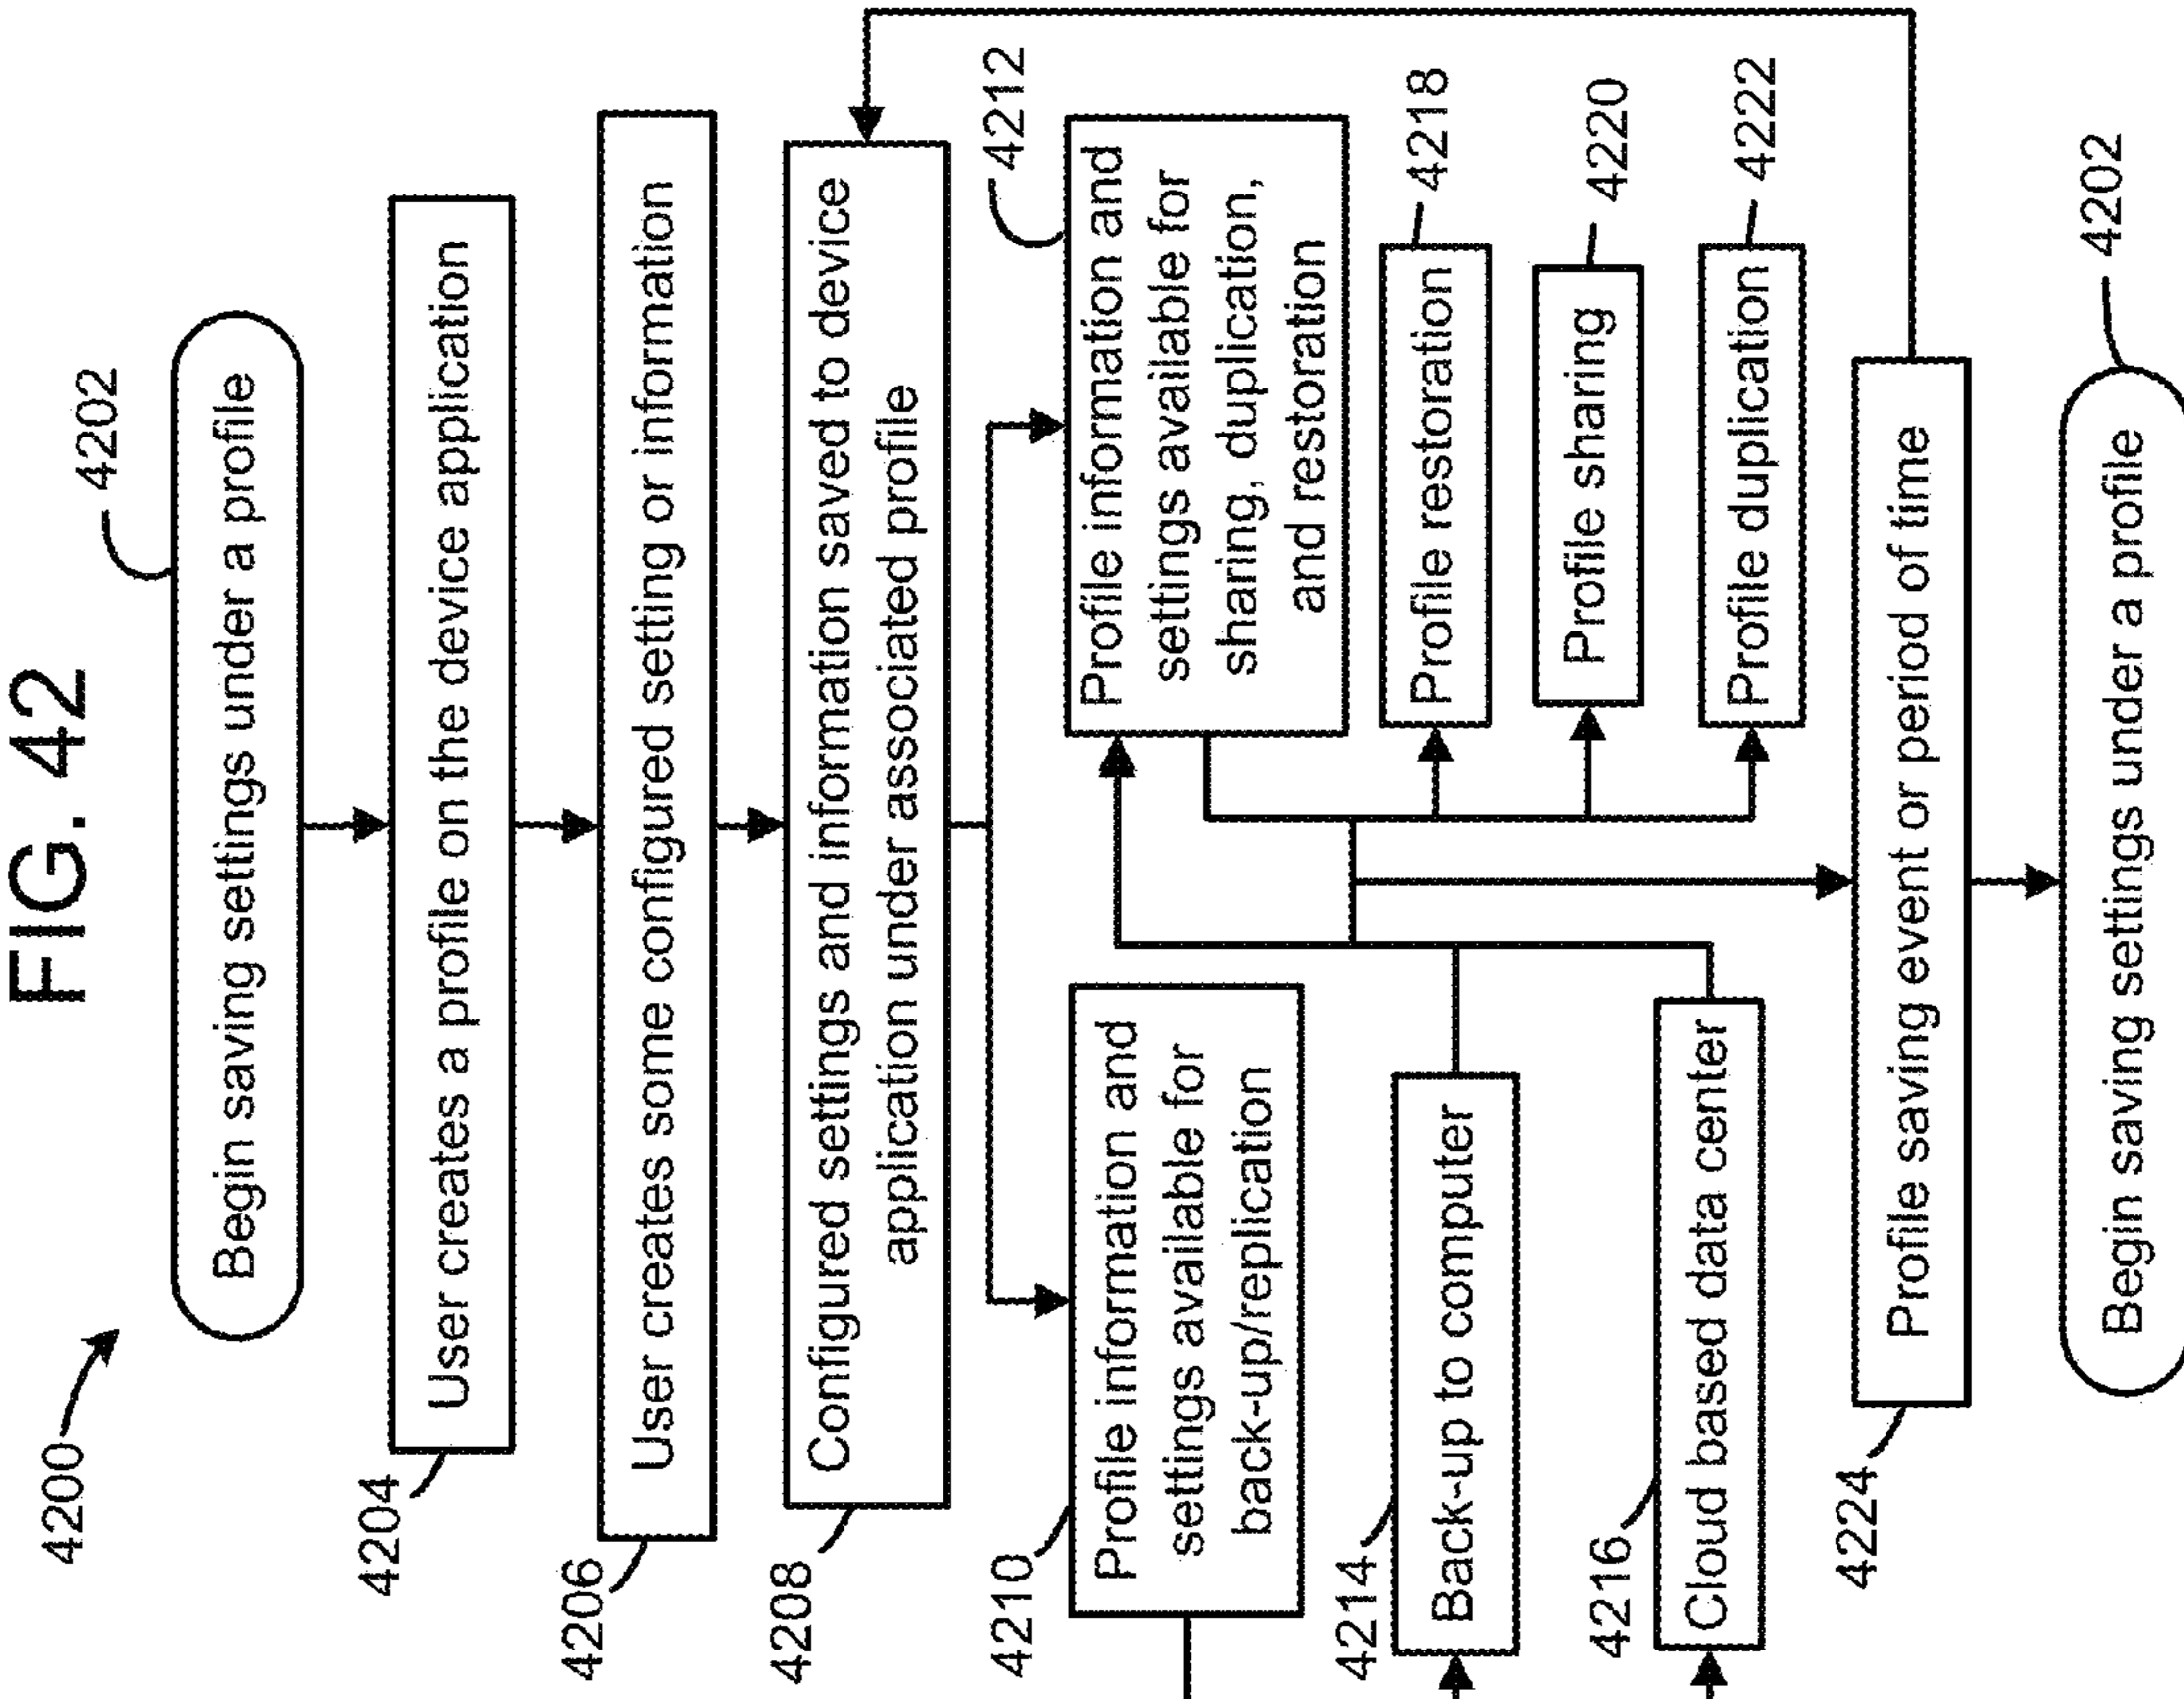 FIG. 42
4200
4202
Begin saving settings under a profile
4204
User creates a profile on the device application
4206
User creates some configured setting or information
4208
Configured settings and information saved to device
application under associated profile
4210
Profile information and
settings available for
back-up/replication
4212
Profile information and
settings available for
sharing, duplication,
and restoration
4214
Back-up to computer
4216
Cloud based data center
Profile restoration
4218
Profile sharing
4220
Profile duplication
4222
4224
Profile saving event or period of time
4202
Begin saving settings under a profile